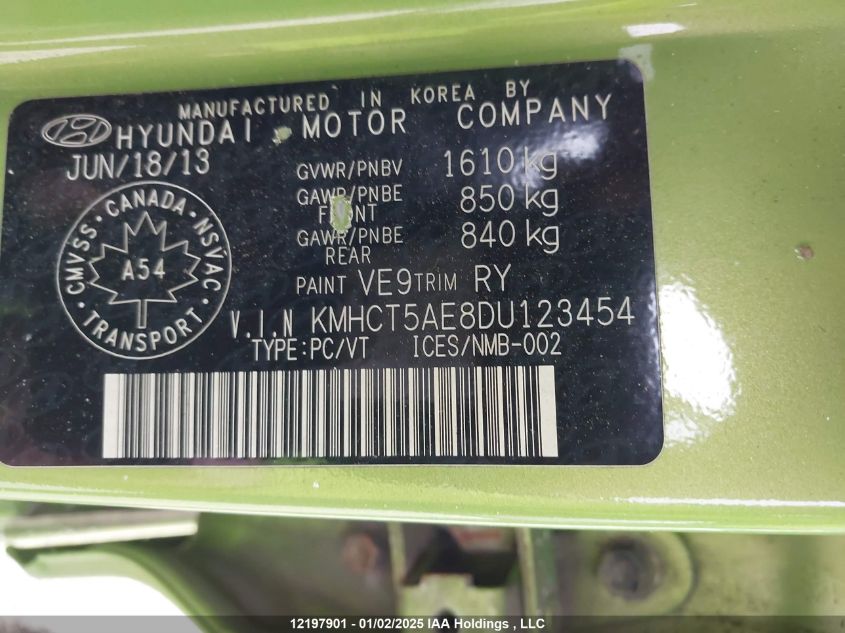 MANUFACTURED IN KOREA BY
HYUNDAI MOTOR COMPANY
JUN/18/13
GVWR/PNBV 1610 kg
GAWR/PNBE FRONT 850 kg
GAWR/PNBE REAR 840 kg
CMVSS · CANADA · NSVAC · TRANSPORT ·
A54
PAINT VE9 TRIM RY
V.I.N KMHCT5AE8DU123454
TYPE:PC/VT ICES/NMB-002
12197901 - 01/02/2025 IAA Holdings , LLC